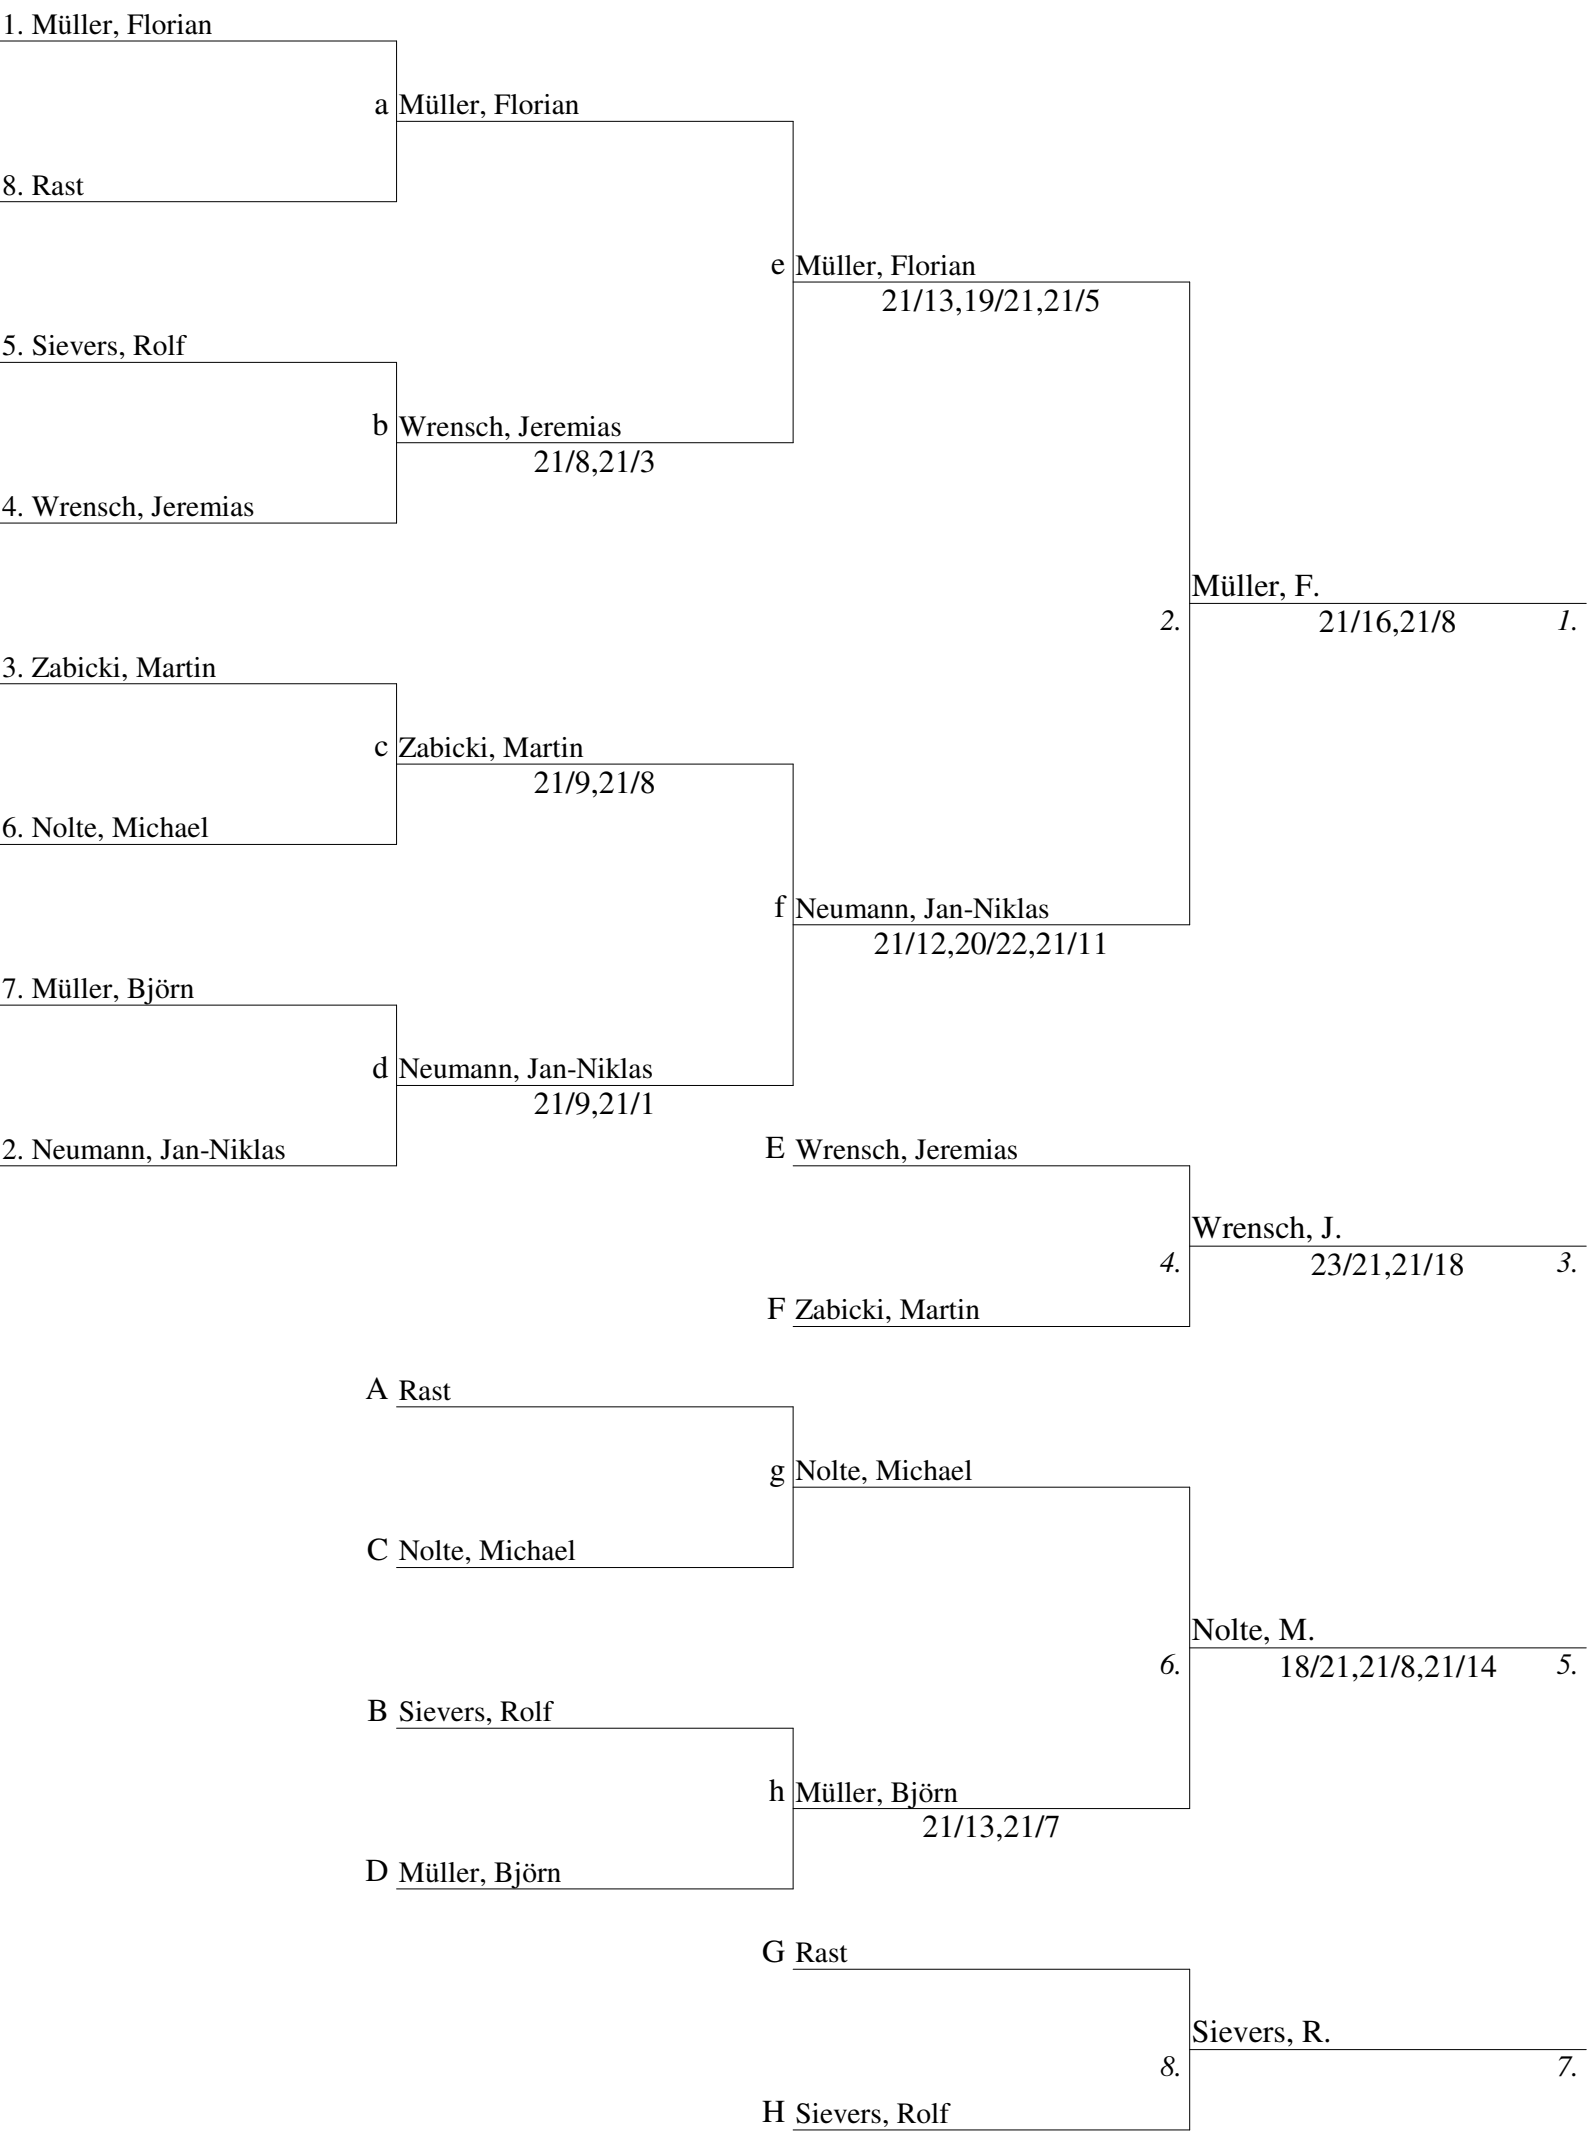 1. Müller, Florian
a Müller, Florian
8. Rast
e Müller, Florian
21/13,19/21,21/5
5. Sievers, Rolf
b Wrensch, Jeremias
21/8,21/3
4. Wrensch, Jeremias
Müller, F.
2. 21/16,21/8 1.
3. Zabicki, Martin
c Zabicki, Martin
21/9,21/8
6. Nolte, Michael
f Neumann, Jan-Niklas
21/12,20/22,21/11
7. Müller, Björn
d Neumann, Jan-Niklas
21/9,21/1
2. Neumann, Jan-Niklas
E Wrensch, Jeremias
Wrensch, J.
4. 23/21,21/18 3.
F Zabicki, Martin
A Rast
g Nolte, Michael
C Nolte, Michael
Nolte, M.
6. 18/21,21/8,21/14 5.
B Sievers, Rolf
h Müller, Björn
21/13,21/7
D Müller, Björn
G Rast
Sievers, R.
8. 7.
H Sievers, Rolf